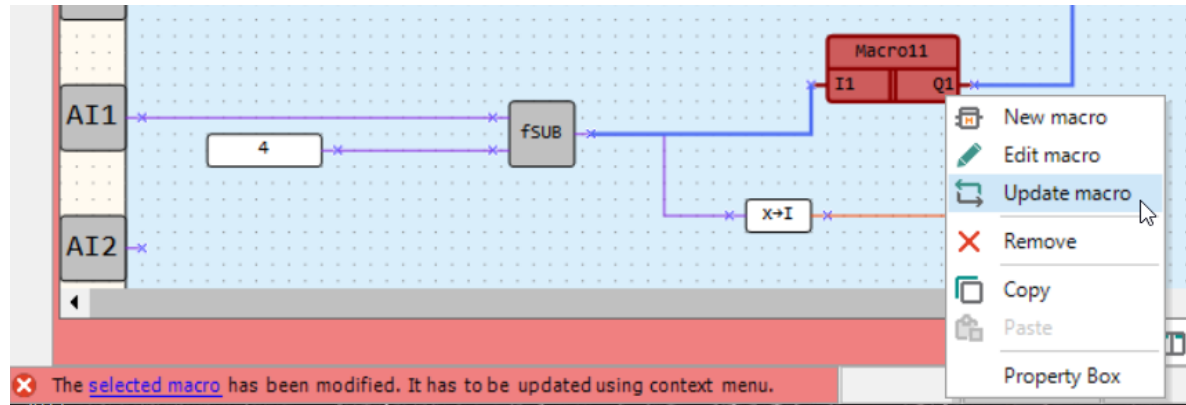 Macro11
I1 Q1
AI1
4
fSUB
X→I
AI2
New macro
Edit macro
Update macro
Remove
Copy
Paste
Property Box
The selected macro has been modified. It has to be updated using context menu.